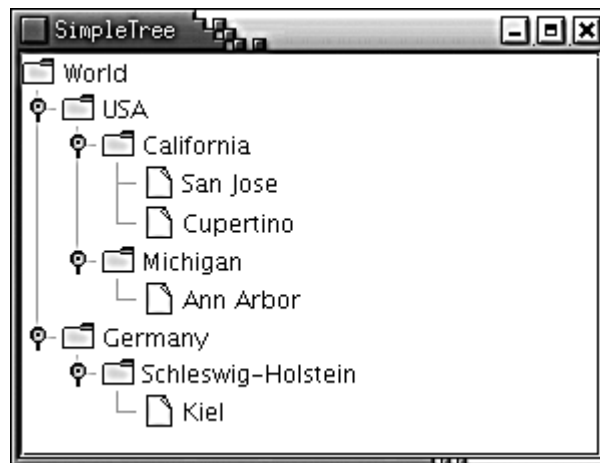 SimpleTree
World
USA
California
San Jose
Cupertino
Michigan
Ann Arbor
Germany
Schleswig-Holstein
Kiel